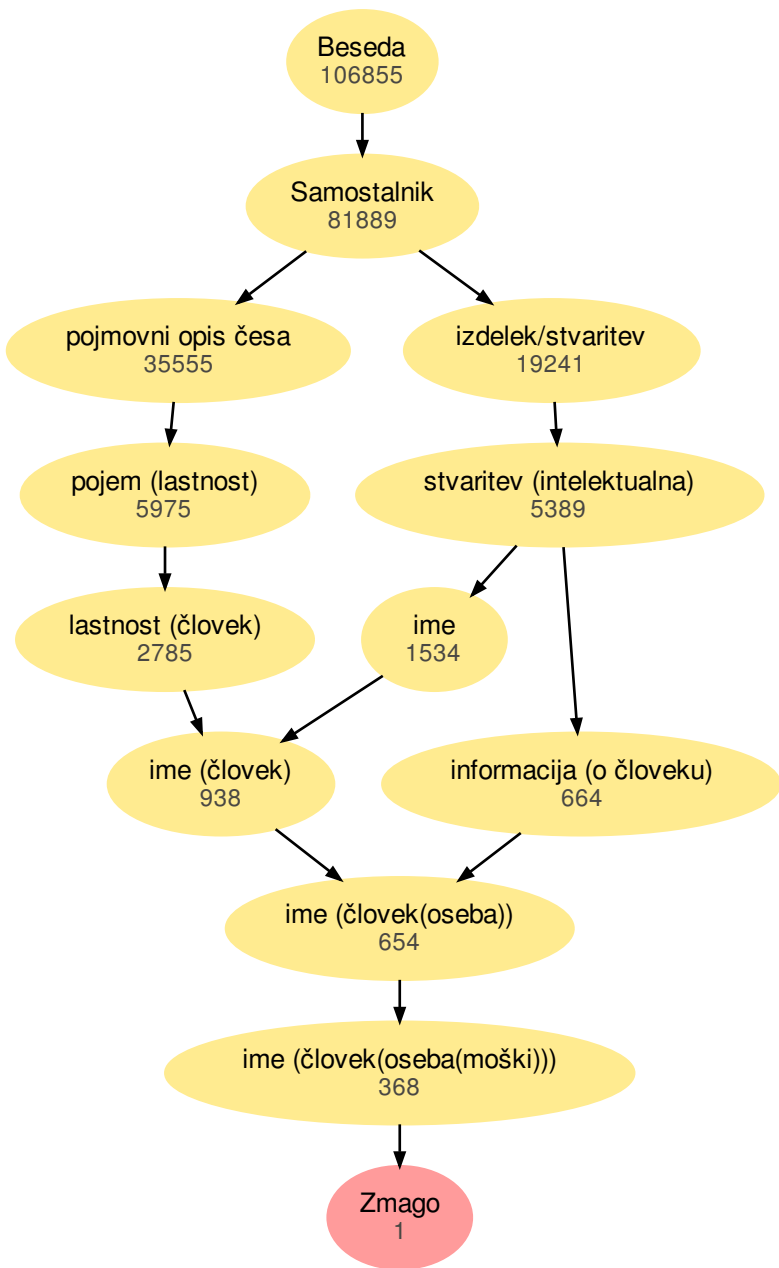 Beseda
106855
Samostalnik
81889
pojmovni opis česa
35555
izdelek/stvaritev
19241
pojem (lastnost)
5975
stvaritev (intelektualna)
5389
lastnost (človek)
2785
ime
1534
ime (človek)
938
informacija (o človeku)
664
ime (človek(oseba))
654
ime (človek(oseba(moški)))
368
Zmago
1